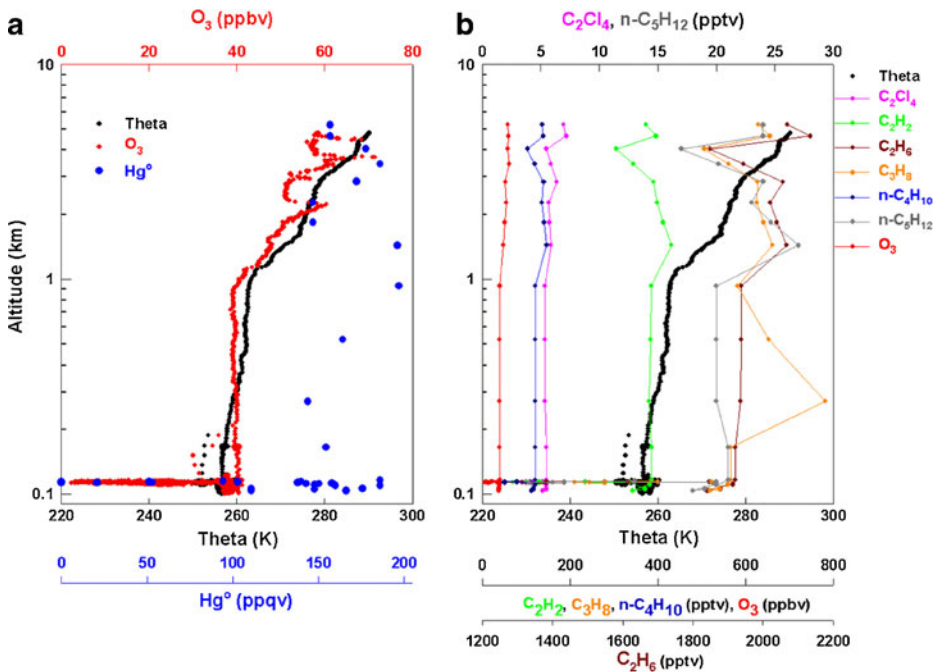 a
O₃ (ppbv)
0 20 40 60 80
10
1
0.1
Altitude (km)
Theta
O₃
Hg°
220 240 260 280 300
Theta (K)
0 50 100 150 200
Hg° (ppqv)
b
C₂Cl₄, n-C₅H₁₂ (pptv)
0 5 10 15 20 25 30
10
1
0.1
Theta
C₂Cl₄
C₂H₂
C₂H₆
C₃H₈
n-C₄H₁₀
n-C₅H₁₂
O₃
220 240 260 280 300
Theta (K)
0 200 400 600 800
C₂H₂, C₃H₈, n-C₄H₁₀ (pptv), O₃ (ppbv)
1200 1400 1600 1800 2000 2200
C₂H₆ (pptv)